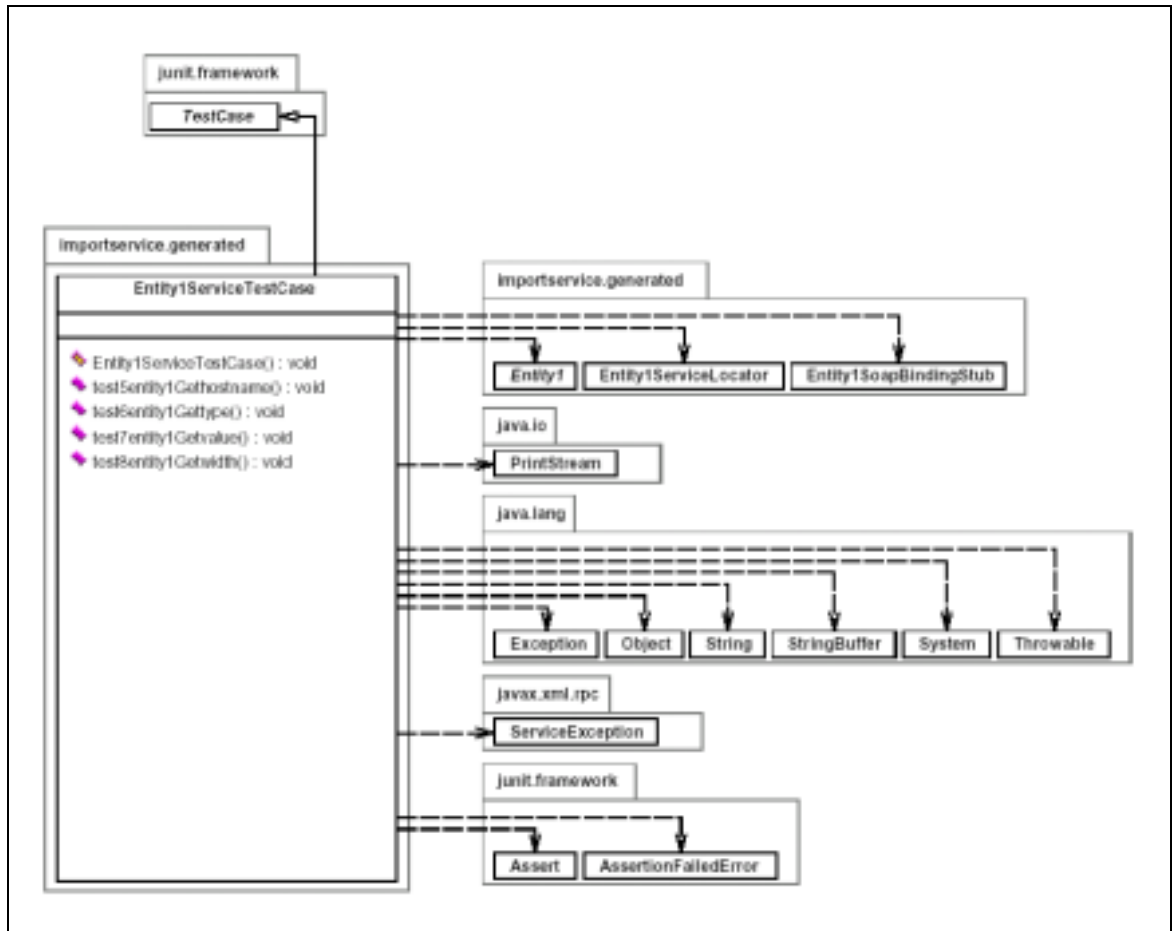 junit.framework
TestCase
importservice.generated
Entity1ServiceTestCase
Entity1ServiceTestCase() : void
test5entity1Gethostname() : void
test6entity1Gettype() : void
test7entity1Getvalue() : void
test8entity1Getwidth() : void
importservice.generated
Entity1 Entity1ServiceLocator Entity1SoapBindingStub
java.io
PrintStream
java.lang
Exception Object String StringBuffer System Throwable
javax.xml.rpc
ServiceException
junit.framework
Assert AssertionFailedError